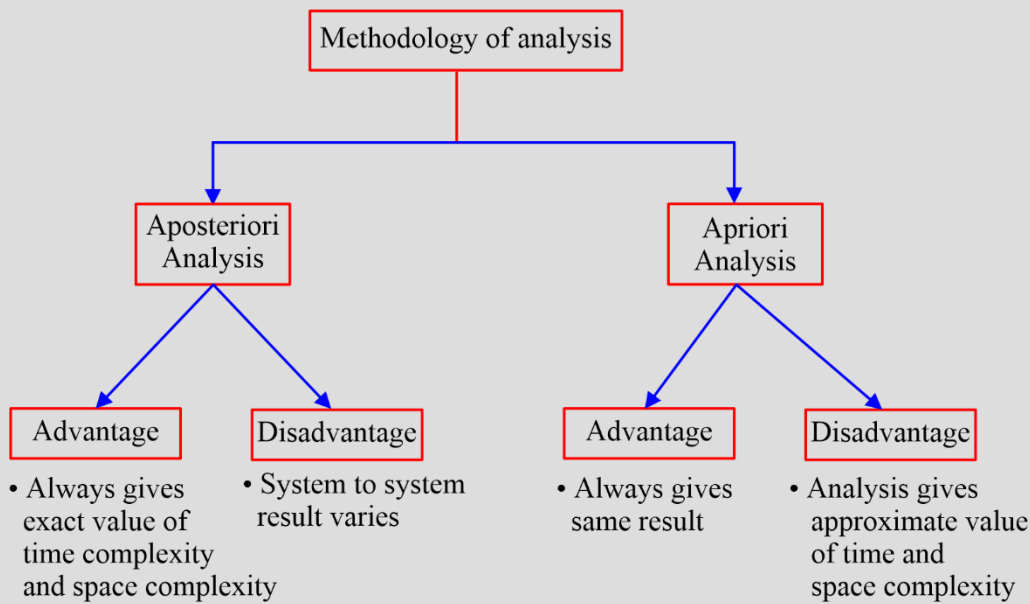 Methodology of analysis
Aposteriori
Analysis
Apriori
Analysis
Advantage
• Always gives
exact value of
time complexity
and space complexity
Disadvantage
• System to system
result varies
Advantage
• Always gives
same result
Disadvantage
• Analysis gives
approximate value
of time and
space complexity